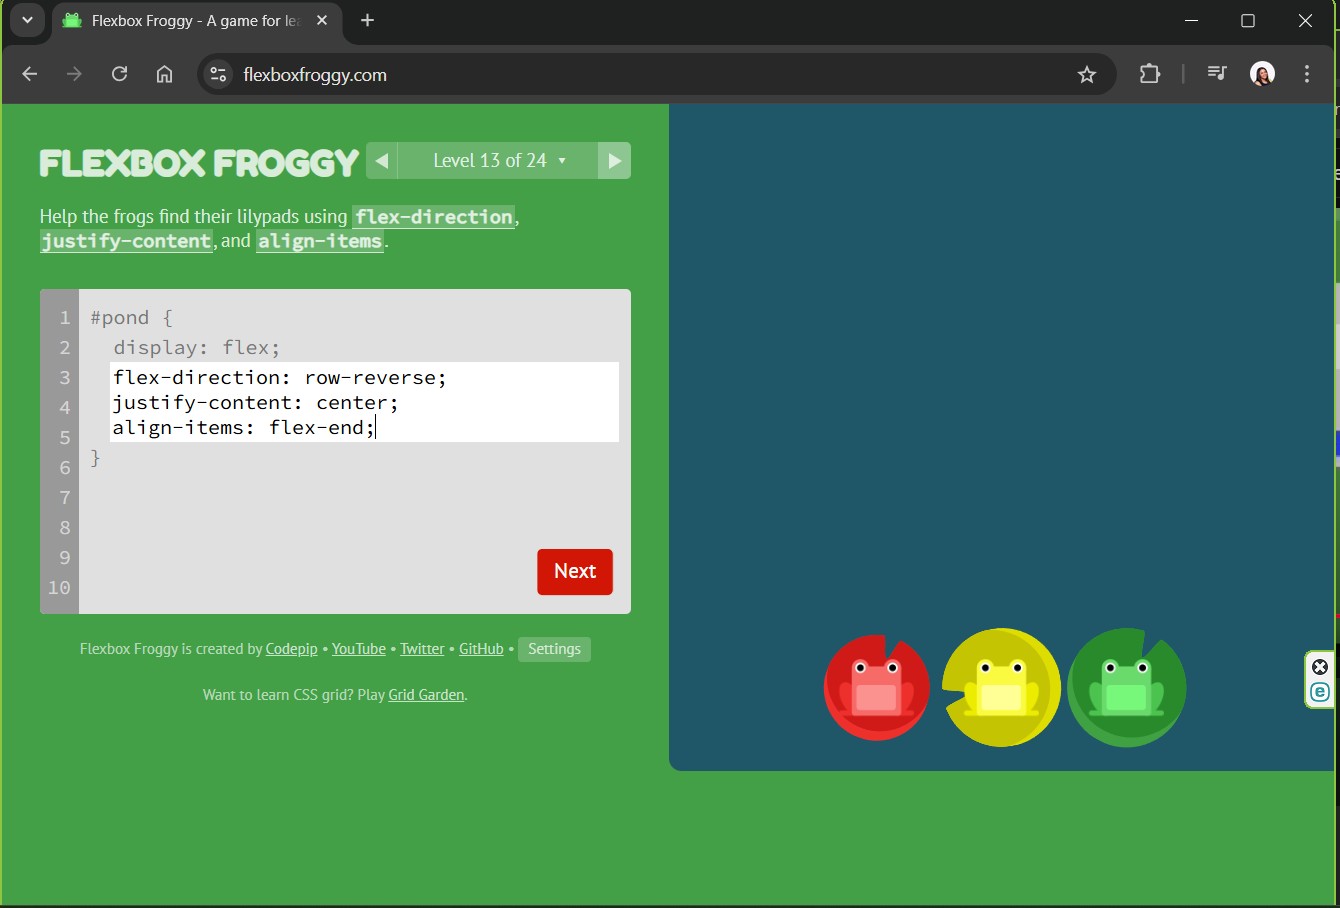 Flexbox Froggy - A game for le
flexboxfroggy.com
FLEXBOX FROGGY
Level 13 of 24
Help the frogs find their lilypads using flex-direction,
justify-content, and align-items.
1 #pond {
2 display: flex;
3 flex-direction: row-reverse;
4 justify-content: center;
5 align-items: flex-end;
6 }
7
8
9
10
Next
Flexbox Froggy is created by Codepip • YouTube • Twitter • GitHub • Settings
Want to learn CSS grid? Play Grid Garden.